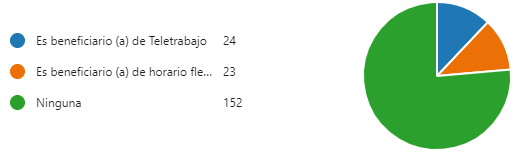 Es beneficiario (a) de Teletrabajo 24
Es beneficiario (a) de horario fle... 23
Ninguna 152